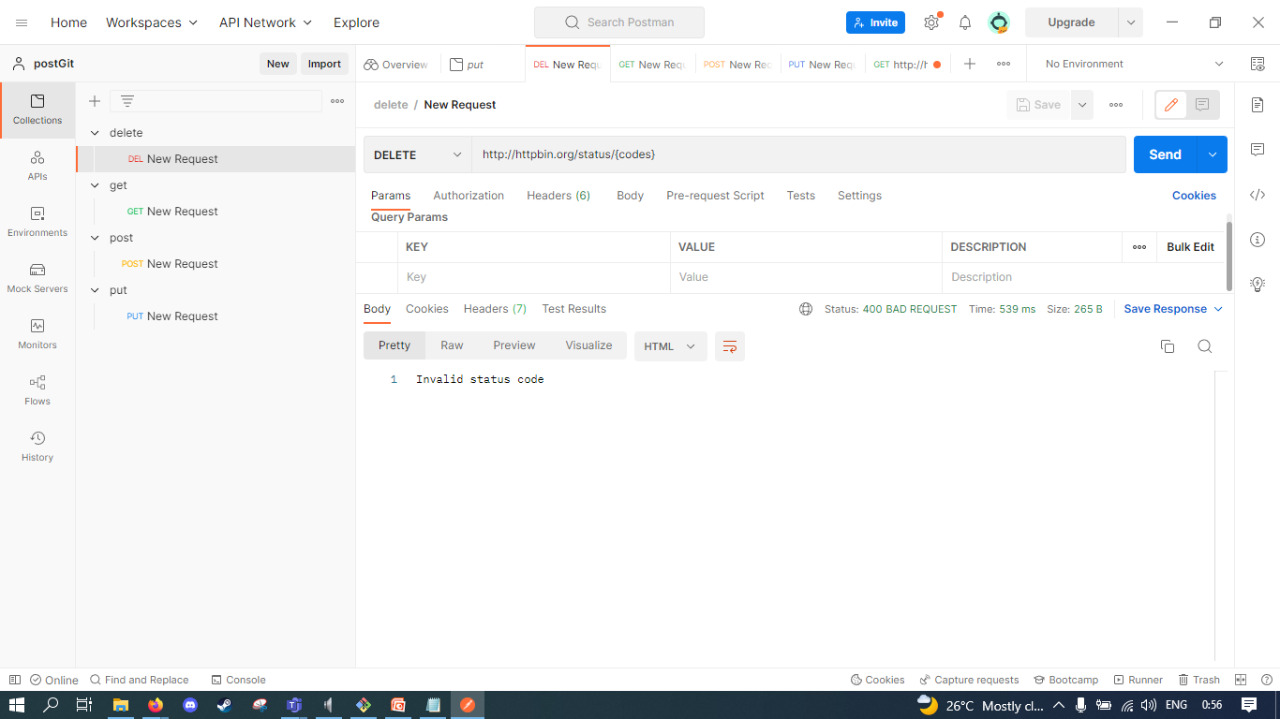 Home Workspaces API Network Explore Search Postman Invite Upgrade
postGit New Import Overview put DEL New Requ GET New Requ POST New Re PUT New Requ GET http://h No Environment
Collections
APIs
Environments
Mock Servers
Monitors
Flows
History
delete
DEL New Request
get
GET New Request
post
POST New Request
put
PUT New Request
delete / New Request Save
DELETE http://httpbin.org/status/{codes} Send
Params Authorization Headers (6) Body Pre-request Script Tests Settings Cookies
Query Params
KEY VALUE DESCRIPTION Bulk Edit
Key Value Description
Body Cookies Headers (7) Test Results Status: 400 BAD REQUEST Time: 539 ms Size: 265 B Save Response
Pretty Raw Preview Visualize HTML
1 Invalid status code
Online Find and Replace Console Cookies Capture requests Bootcamp Runner Trash
26°C Mostly cl... ENG 0:56